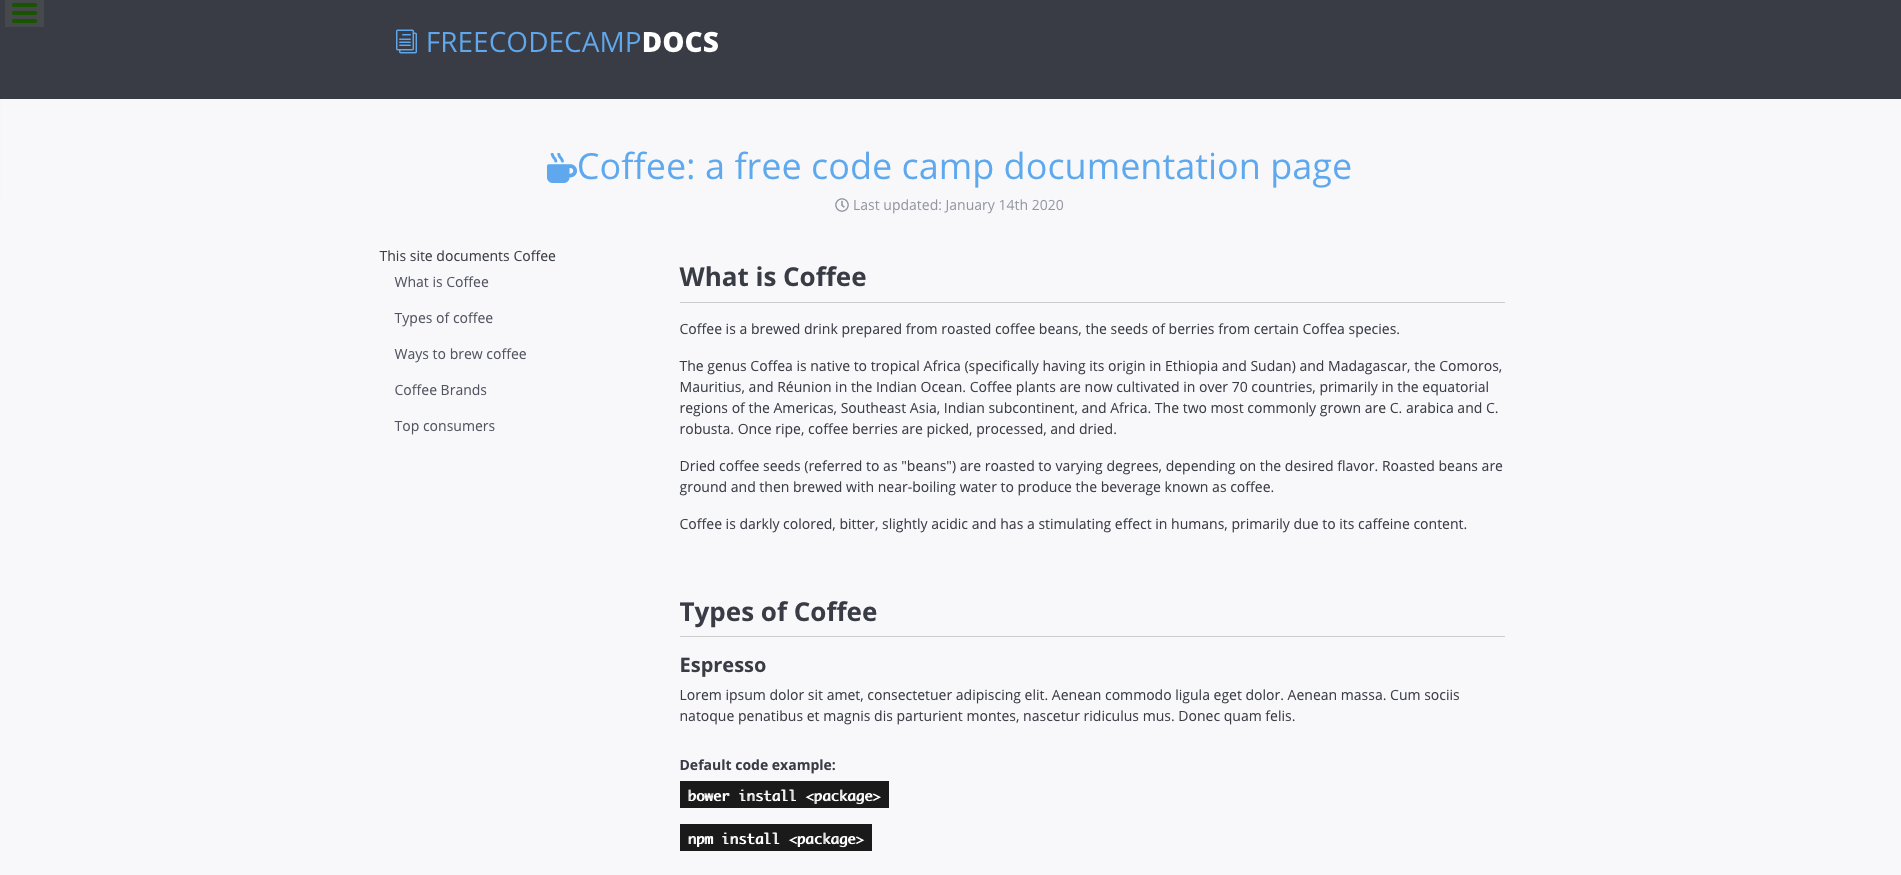 FREECODECAMPDOCS
Coffee: a free code camp documentation page
Last updated: January 14th 2020
This site documents Coffee
What is Coffee
Types of coffee
Ways to brew coffee
Coffee Brands
Top consumers
What is Coffee
Coffee is a brewed drink prepared from roasted coffee beans, the seeds of berries from certain Coffea species.
The genus Coffea is native to tropical Africa (specifically having its origin in Ethiopia and Sudan) and Madagascar, the Comoros,
Mauritius, and Réunion in the Indian Ocean. Coffee plants are now cultivated in over 70 countries, primarily in the equatorial
regions of the Americas, Southeast Asia, Indian subcontinent, and Africa. The two most commonly grown are C. arabica and C.
robusta. Once ripe, coffee berries are picked, processed, and dried.
Dried coffee seeds (referred to as "beans") are roasted to varying degrees, depending on the desired flavor. Roasted beans are
ground and then brewed with near-boiling water to produce the beverage known as coffee.
Coffee is darkly colored, bitter, slightly acidic and has a stimulating effect in humans, primarily due to its caffeine content.
Types of Coffee
Espresso
Lorem ipsum dolor sit amet, consectetuer adipiscing elit. Aenean commodo ligula eget dolor. Aenean massa. Cum sociis
natoque penatibus et magnis dis parturient montes, nascetur ridiculus mus. Donec quam felis.
Default code example:
bower install <package>
npm install <package>